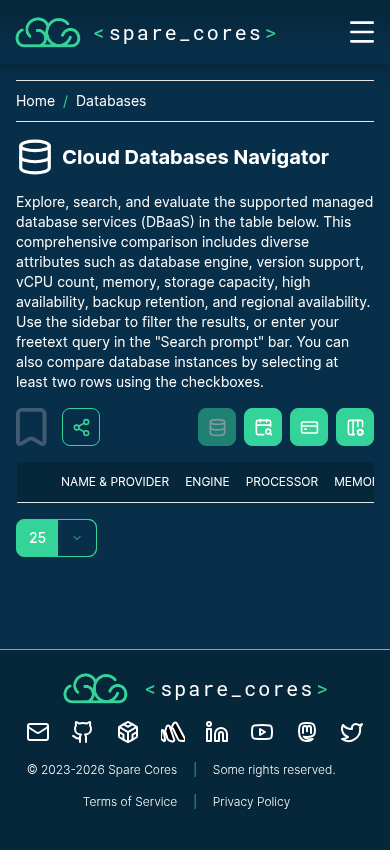 <spare_cores>
Home / Databases
Cloud Databases Navigator
Explore, search, and evaluate the supported managed
database services (DBaaS) in the table below. This
comprehensive comparison includes diverse
attributes such as database engine, version support,
vCPU count, memory, storage capacity, high
availability, backup retention, and regional availability.
Use the sidebar to filter the results, or enter your
freetext query in the "Search prompt" bar. You can
also compare database instances by selecting at
least two rows using the checkboxes.
NAME & PROVIDER ENGINE PROCESSOR MEMO
25
<spare_cores>
© 2023-2026 Spare Cores | Some rights reserved.
Terms of Service | Privacy Policy